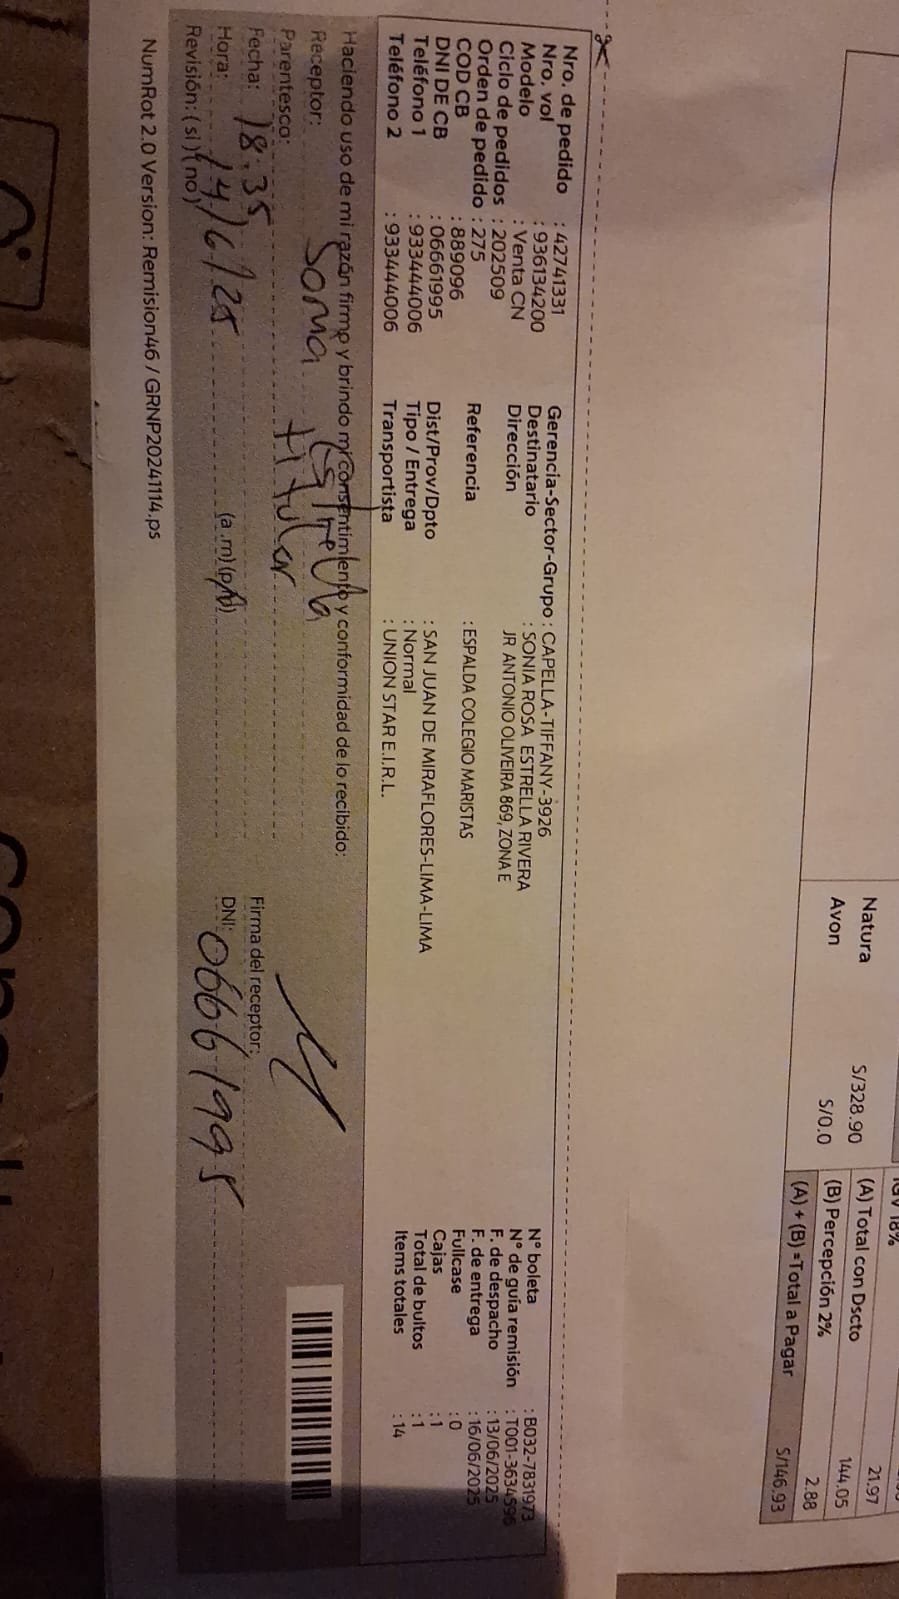 IGV 18% 21.97
Natura S/328.90 (A) Total con Dscto 144.05
Avon S/0.0 (B) Percepción 2% 2.88
(A) + (B) =Total a Pagar S/146.93
Nro. de pedido : 42741331
Nro. vol : 936134200
Modelo : Venta CN
Ciclo de pedidos : 202509
Orden de pedido : 275
COD CB : 889096
DNI DE CB : 06661995
Teléfono 1 : 933444006
Teléfono 2 : 933444006
Gerencia-Sector-Grupo : CAPELLA-TIFFANY-3926
Destinatario : SONIA ROSA ESTRELLA RIVERA
Dirección JR ANTONIO OLIVEIRA 869, ZONA E
Referencia : ESPALDA COLEGIO MARISTAS
Dist/Prov/Dpto : SAN JUAN DE MIRAFLORES-LIMA-LIMA
Tipo / Entrega : Normal
Transportista : UNION STAR E.I.R.L.
N° boleta : B032-7831973
N° de guia remisión : T001-3634596
F. de despacho : 13/06/2025
F. de entrega : 16/06/2025
Fullcase : 0
Cajas : 1
Total de bultos : 1
Items totales : 14
Haciendo uso de mi razón firmo y brindo mi consentimiento y conformidad de lo recibido:
Receptor: Sonia Estrella
Parentesco: titular
Fecha: 18:35
Hora: 14/6/25 (a.m) (p.m)
Revisión: (si) (no)
Firma del receptor:
DNI: 06661995
NumRot 2.0 Version: Remision46 / GRNP20241114.ps